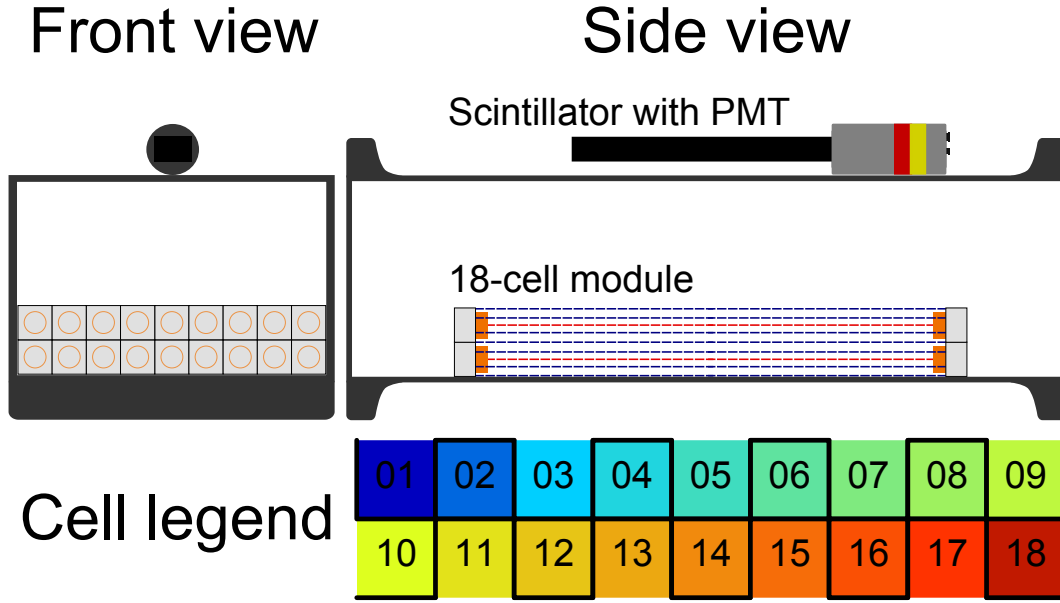 Front view
Side view
Scintillator with PMT
18-cell module
Cell legend
01 02 03 04 05 06 07 08 09
10 11 12 13 14 15 16 17 18